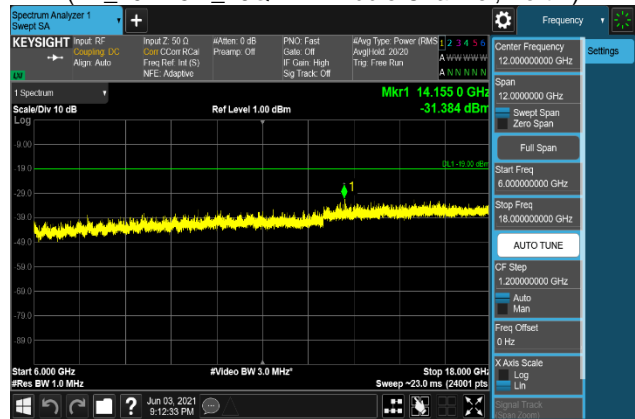 Spectrum Analyzer 1
Swept SA
Frequency
KEYSIGHT
Input: RF
Coupling: DC
Align: Auto
Input Z: 50 Ω
Corr CCorr RCal
Freq Ref: Int (S)
NFE: Adaptive
#Atten: 0 dB
Preamp: Off
PNO: Fast
Gate: Off
IF Gain: High
Sig Track: Off
#Avg Type: Power (RMS
Avg|Hold: 20/20
Trig: Free Run
1 2 3 4 5 6
A WW WW W
A N N N N N
1 Spectrum
Mkr1 14.155 0 GHz
Scale/Div 10 dB
Ref Level 1.00 dBm
-31.384 dBm
Log
-9.00
DL1 -19.00 dBm
-19.0
1
-29.0
-39.0
-49.0
-59.0
-69.0
-79.0
-89.0
Start 6.000 GHz
#Video BW 3.0 MHz*
Stop 18.000 GHz
#Res BW 1.0 MHz
Sweep ~23.0 ms (24001 pts
Jun 03, 2021
9:12:33 PM
Center Frequency
12.000000000 GHz
Settings
Span
12.0000000 GHz
Swept Span
Zero Span
Full Span
Start Freq
6.000000000 GHz
Stop Freq
18.000000000 GHz
AUTO TUNE
CF Step
1.200000000 GHz
Auto
Man
Freq Offset
0 Hz
X Axis Scale
Log
Lin
Signal Track
(Span Zoom)